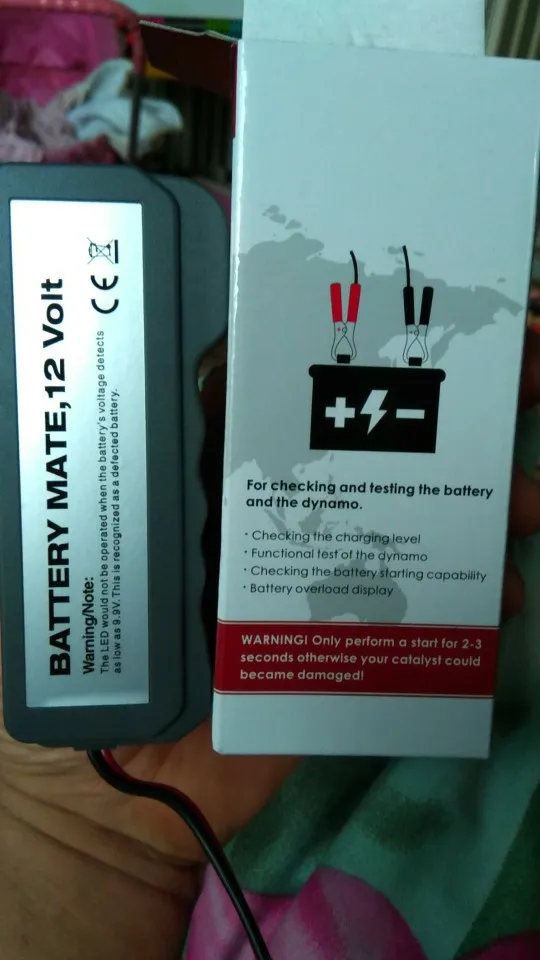 BATTERY MATE,12 Volt
Warning/Note:
The LED would not be operated when the battery's voltage detects
as low as 9.9V. This is recognized as a defected battery.
CE
+ -
For checking and testing the battery
and the dynamo.
· Checking the charging level
· Functional test of the dynamo
· Checking the battery starting capability
· Battery overload display
WARNING! Only perform a start for 2-3
seconds otherwise your catalyst could
became damaged!